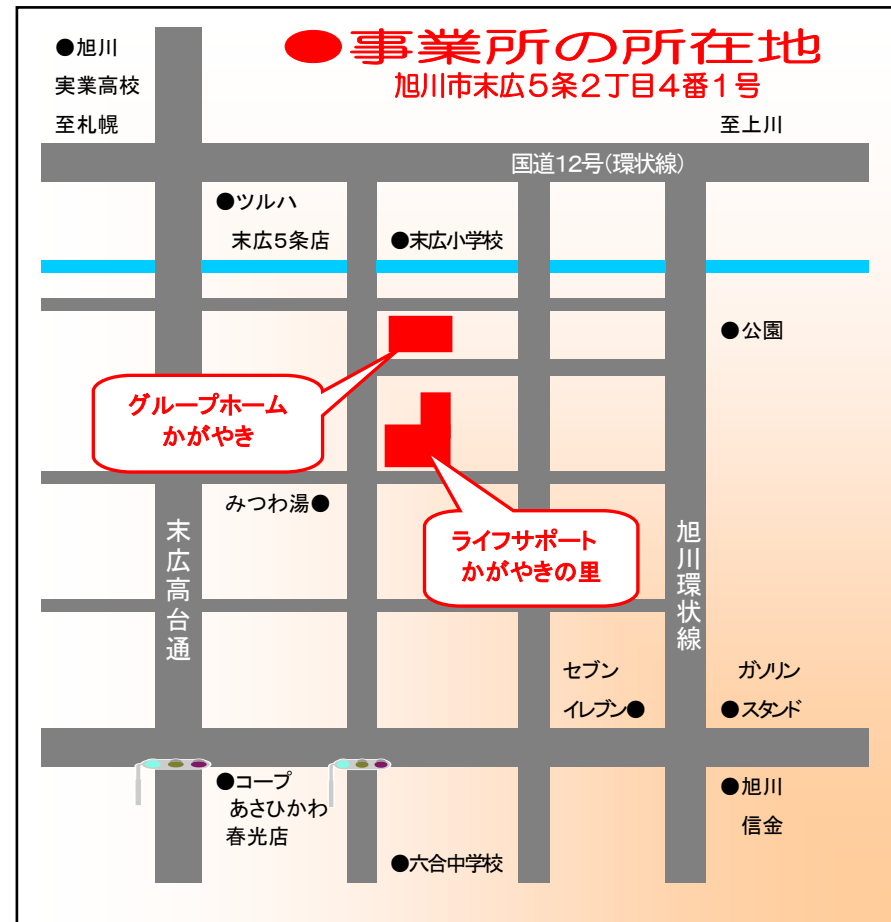 ●事業所の所在地
旭川市末広5条2丁目4番1号
●旭川
実業高校
至札幌
至上川
国道12号(環状線)
●ツルハ
末広5条店
●末広小学校
●公園
グループホーム
かがやき
みつわ湯●
ライフサポート
かがやきの里
末広高台通
旭川環状線
セブン
イレブン●
ガソリン
●スタンド
●コープ
あさひかわ
春光店
●旭川
信金
●六合中学校